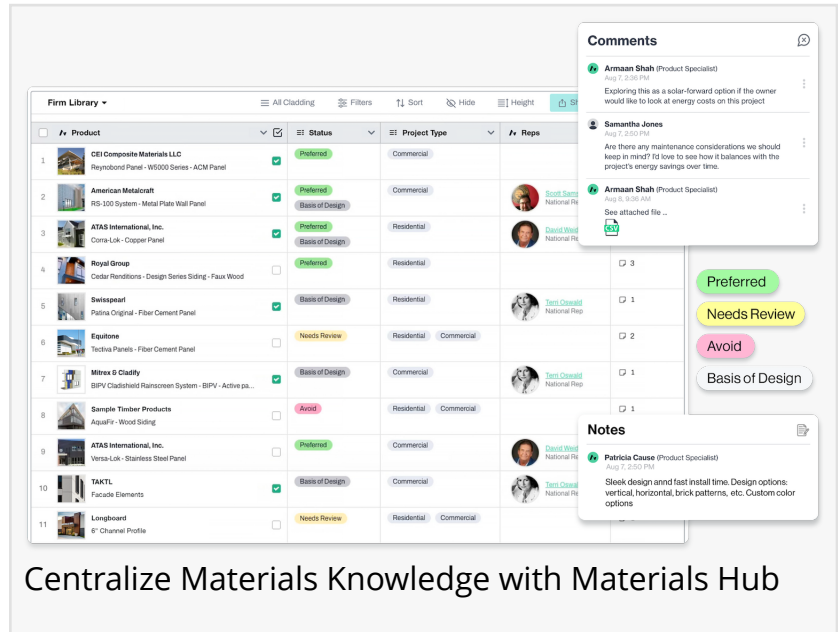 Firm Library
All Cladding
Filters
Sort
Hide
Height
Product
Status
Project Type
Reps
1
CEI Composite Materials LLC
Reynobond Panel - W5000 Series - ACM Panel
Preferred
Commercial
2
American Metalcraft
RS-100 System - Metal Plate Wall Panel
Preferred
Basis of Design
Commercial
National Re
3
ATAS International, Inc.
Corra-Lok - Copper Panel
Preferred
Basis of Design
Residential
National Re
4
Royal Group
Cedar Renditions - Design Series Siding - Faux Wood
Preferred
Residential
3
5
Swisspearl
Patina Original - Fiber Cement Panel
Basis of Design
Residential
Terri Oswald
National Rep
1
6
Equitone
Tectiva Panels - Fiber Cement Panel
Needs Review
Residential Commercial
2
7
Mitrex & Cladify
BIPV Cladishield Rainscreen System - BIPV - Active pa...
Basis of Design
Commercial
Terri Oswald
National Rep
1
8
Sample Timber Products
AquaFir - Wood Siding
Avoid
Residential Commercial
1
9
ATAS International, Inc.
Versa-Lok - Stainless Steel Panel
Preferred
Commercial
National Re
10
TAKTL
Facade Elements
Basis of Design
Commercial
National Re
11
Longboard
6" Channel Profile
Needs Review
Residential Commercial
Comments
Armaan Shah (Product Specialist)
Aug 7, 2:36 PM
Exploring this as a solar-forward option if the owner
would like to look at energy costs on this project
Samantha Jones
Aug 7, 2:50 PM
Are there any maintenance considerations we should
keep in mind? I'd love to see how it balances with the
project's energy savings over time.
Armaan Shah (Product Specialist)
Aug 8, 9:36 AM
See attached file ...
CSV
Preferred
Needs Review
Avoid
Basis of Design
Notes
Patricia Cause (Product Specialist)
Aug 7, 2:50 PM
Sleek design annd fast install time. Design options:
vertical, horizontal, brick patterns, etc. Custom color
options
Centralize Materials Knowledge with Materials Hub